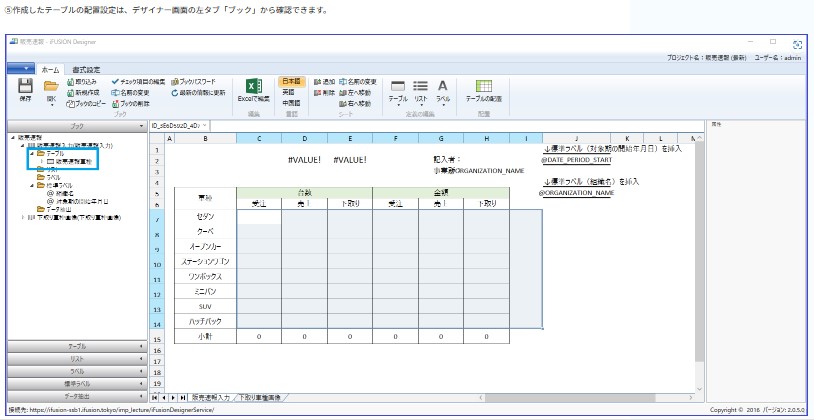 ⑤作成したテーブルの配置設定は、デザイナー画面の左タブ「ブック」から確認できます。
販売速報 - iFUSION Designer
プロジェクト名：販売速報 (最新) ユーザー名：admin
ホーム 書式設定
保存 開く 取り込み 新規作成 ブックのコピー チェック項目の編集 名前の変更 ブックの削除 ブックパスワード 最新の情報に更新
Excelで編集 日本語 英語 中国語 追加 削除 名前の変更 左へ移動 右へ移動
テーブル リスト ラベル テーブルの配置
ブック 編集 言語 シート 定義の編集 配置
ブック
販売速報
販売速報入力(販売速報入力)
テーブル
販売速報車種
リスト
ラベル
標準ラベル
組織名
対象期の開始年月日
データ抽出
下取り車種画像(下取り車種画像)
テーブル
リスト
ラベル
標準ラベル
データ抽出
A B C D E F G H I J K L M
1 ↓標準ラベル（対象期の開始年月日）を挿入
2 #VALUE! #VALUE! 記入者： @DATE_PERIOD_START
3 事業所ORGANIZATION_NAME
4 ↓標準ラベル（組織名）を挿入
5 車種 台数 金額 @ORGANIZATION_NAME
6 受注 売上 下取り 受注 売上 下取り
7 セダン
8 クーペ
9 オープンカー
10 ステーションワゴン
11 ワンボックス
12 ミニバン
13 SUV
14 ハッチバック
15 小計 0 0 0 0 0 0
16
17
18
19
販売速報入力 下取り車種画像
属性
接続先: https://ifusion-ssb1.ifusion.tokyo/imp_lecture/iFusionDesignerService/
Copyright © 2018 バージョン: 2.0.5.0